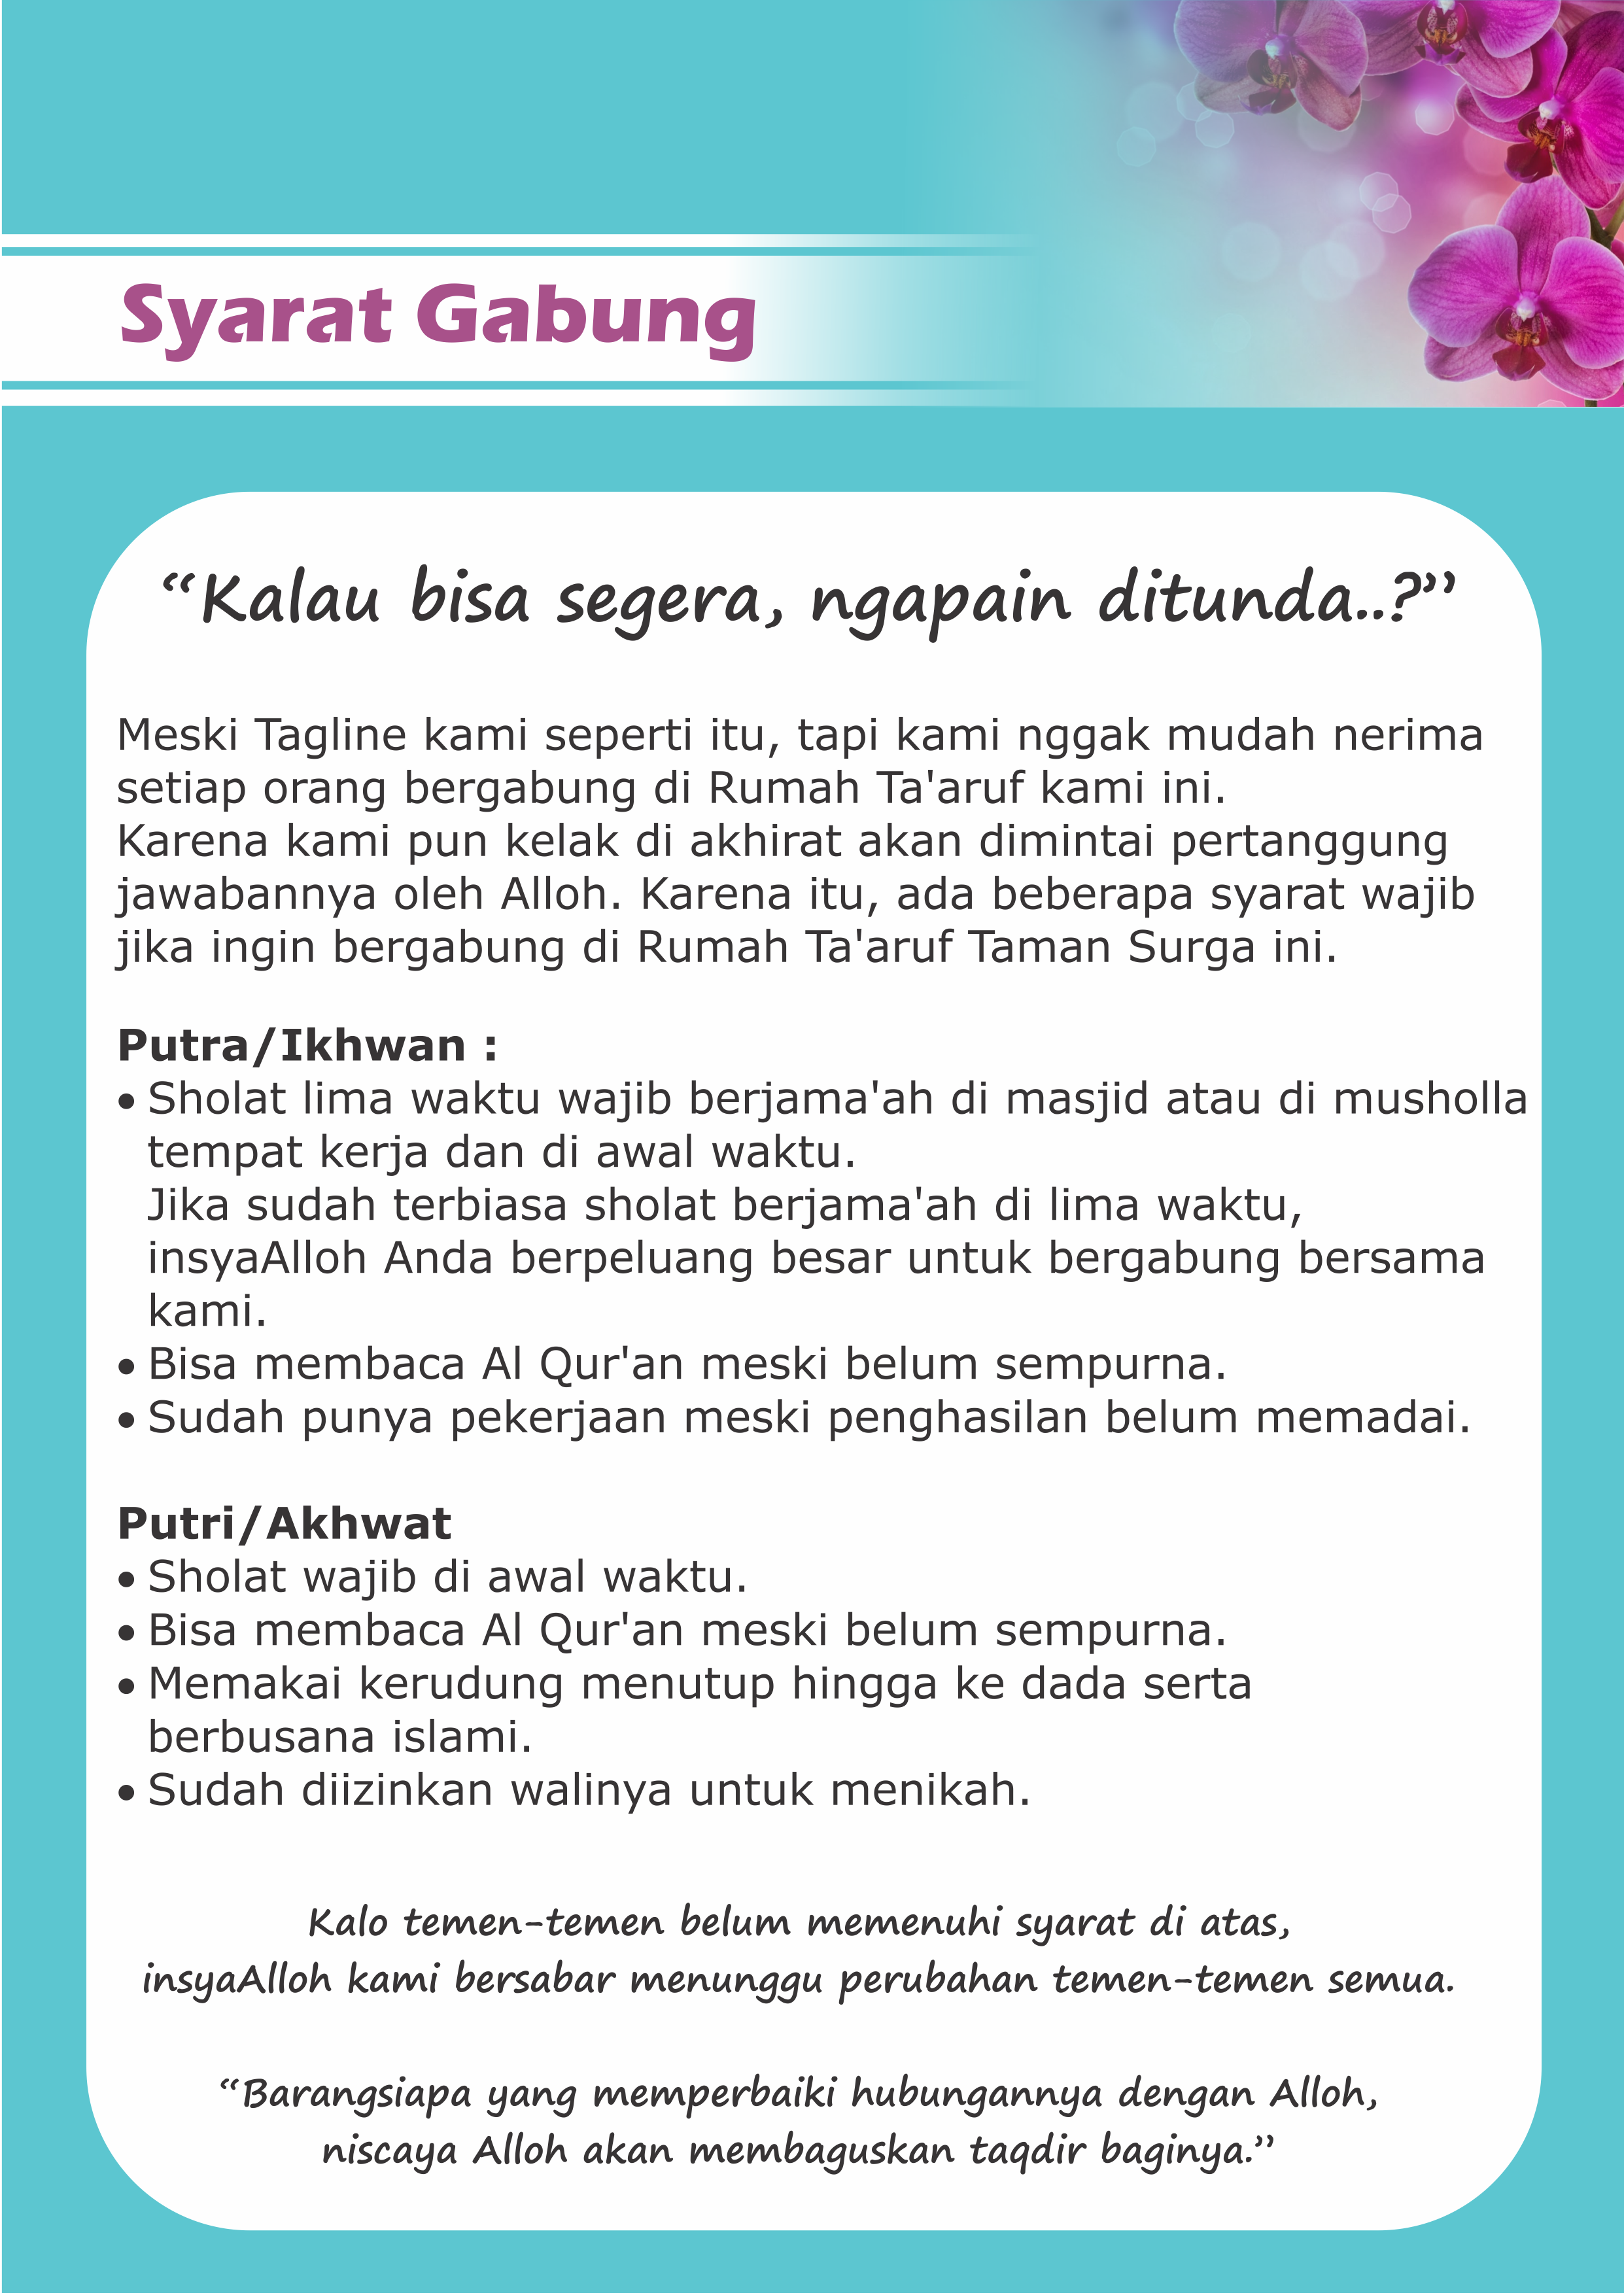 Syarat Gabung
“Kalau bisa segera, ngapain ditunda..?”
Meski Tagline kami seperti itu, tapi kami nggak mudah nerima
setiap orang bergabung di Rumah Ta'aruf kami ini.
Karena kami pun kelak di akhirat akan dimintai pertanggung
jawabannya oleh Alloh. Karena itu, ada beberapa syarat wajib
jika ingin bergabung di Rumah Ta'aruf Taman Surga ini.
Putra/Ikhwan :
• Sholat lima waktu wajib berjama'ah di masjid atau di musholla
tempat kerja dan di awal waktu.
Jika sudah terbiasa sholat berjama'ah di lima waktu,
insyaAlloh Anda berpeluang besar untuk bergabung bersama
kami.
• Bisa membaca Al Qur'an meski belum sempurna.
• Sudah punya pekerjaan meski penghasilan belum memadai.
Putri/Akhwat
• Sholat wajib di awal waktu.
• Bisa membaca Al Qur'an meski belum sempurna.
• Memakai kerudung menutup hingga ke dada serta
berbusana islami.
• Sudah diizinkan walinya untuk menikah.
Kalo temen-temen belum memenuhi syarat di atas,
insyaAlloh kami bersabar menunggu perubahan temen-temen semua.
“Barangsiapa yang memperbaiki hubungannya dengan Alloh,
niscaya Alloh akan membaguskan taqdir baginya.”